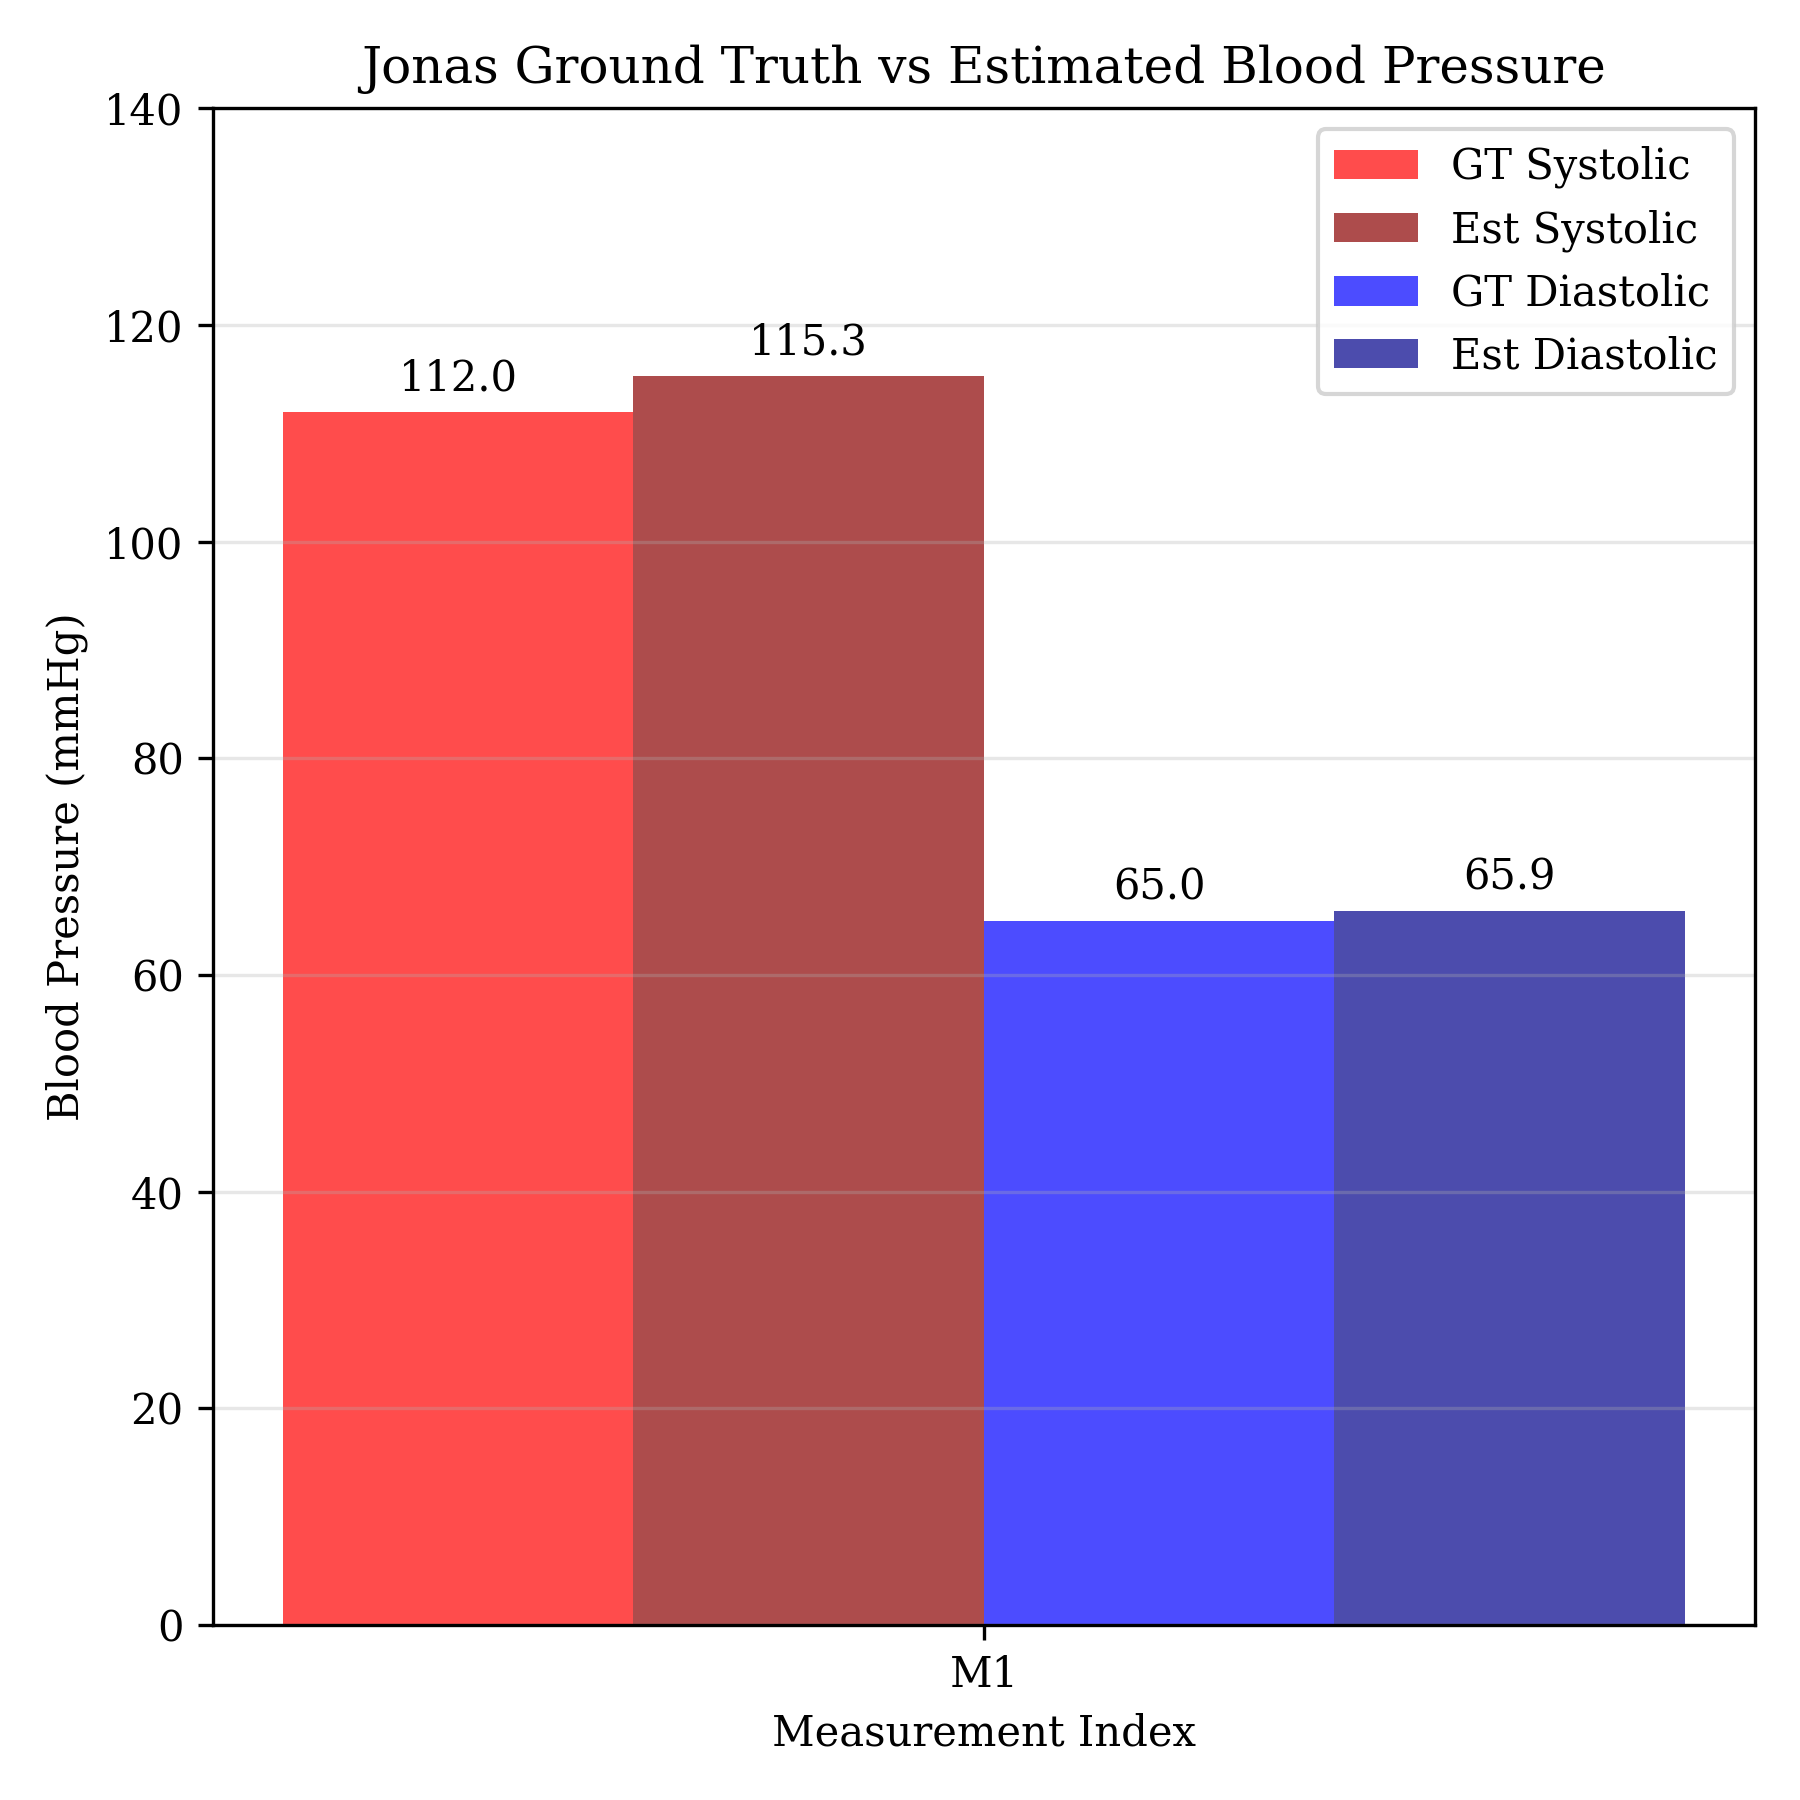 Jonas Ground Truth vs Estimated Blood Pressure
140
120
100
80
60
40
20
0
Blood Pressure (mmHg)
GT Systolic
Est Systolic
GT Diastolic
Est Diastolic
112.0
115.3
65.0
65.9
M1
Measurement Index